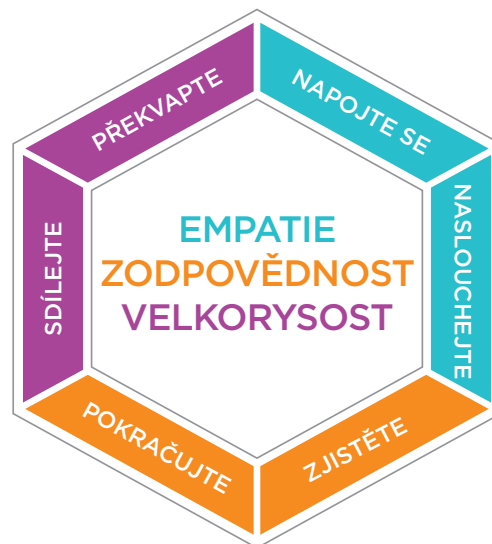 PŘEKVAPTE
NAPOJTE SE
NASLOUCHEJTE
ZJISTĚTE
POKRAČUJTE
SDÍLEJTE
EMPATIE
ZODPOVĚDNOST
VELKORYSOST